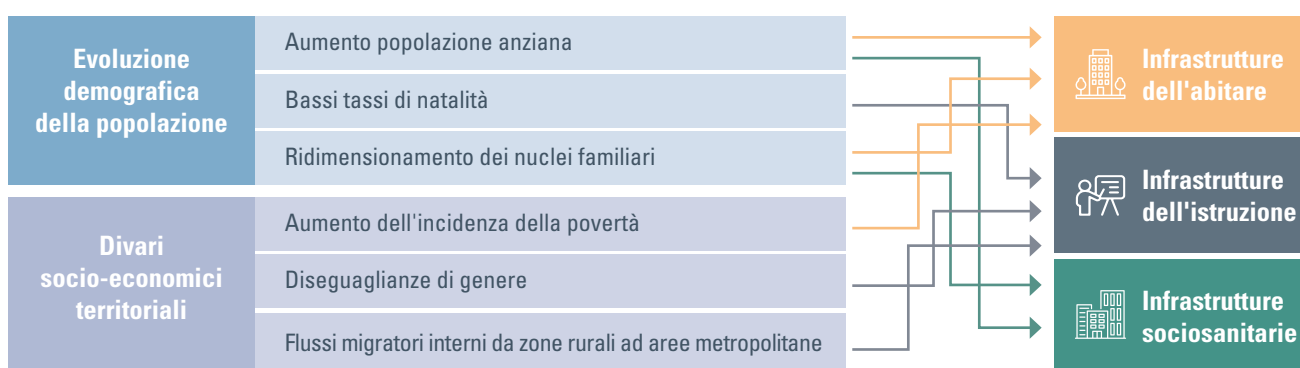 Evoluzione
demografica
della popolazione
Aumento popolazione anziana
Bassi tassi di natalità
Ridimensionamento dei nuclei familiari
Divari
socio-economici
territoriali
Aumento dell'incidenza della povertà
Diseguaglianze di genere
Flussi migratori interni da zone rurali ad aree metropolitane
Infrastrutture
dell'abitare
Infrastrutture
dell'istruzione
Infrastrutture
sociosanitarie